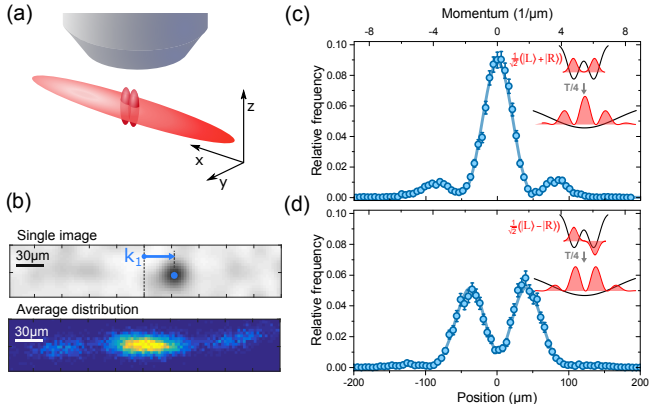 (a)
z
x
y
(b)
Single image
30μm
k₁
Average distribution
30μm
(c)
Momentum (1/μm)
-8 -4 0 4 8
Relative frequency
0.10
0.08
0.06
0.04
0.02
0.00
1/√2(|L⟩+|R⟩)
T/4
(d)
Relative frequency
0.10
0.08
0.06
0.04
0.02
0.00
1/√2(|L⟩−|R⟩)
T/4
-200 -100 0 100 200
Position (μm)